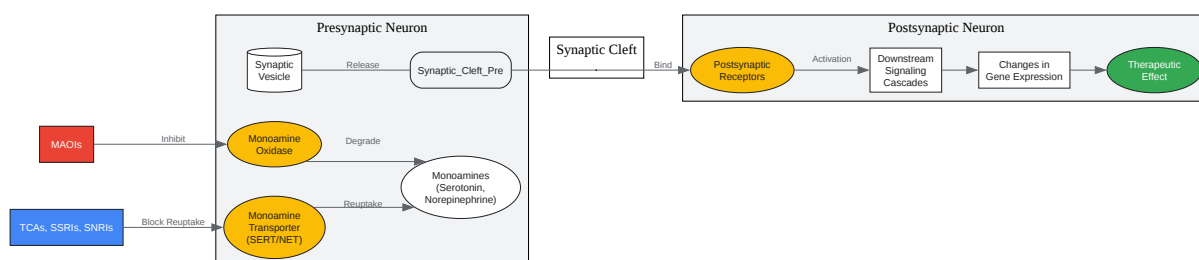 Presynaptic Neuron
Synaptic
Vesicle
Release
Synaptic_Cleft_Pre
Synaptic Cleft
.
Bind
Postsynaptic Neuron
Postsynaptic
Receptors
Activation
Downstream
Signaling
Cascades
Changes in
Gene Expression
Therapeutic
Effect
MAOIs
Inhibit
Monoamine
Oxidase
Degrade
Monoamines
(Serotonin,
Norepinephrine)
TCAs, SSRIs, SNRIs
Block Reuptake
Monoamine
Transporter
(SERT/NET)
Reuptake